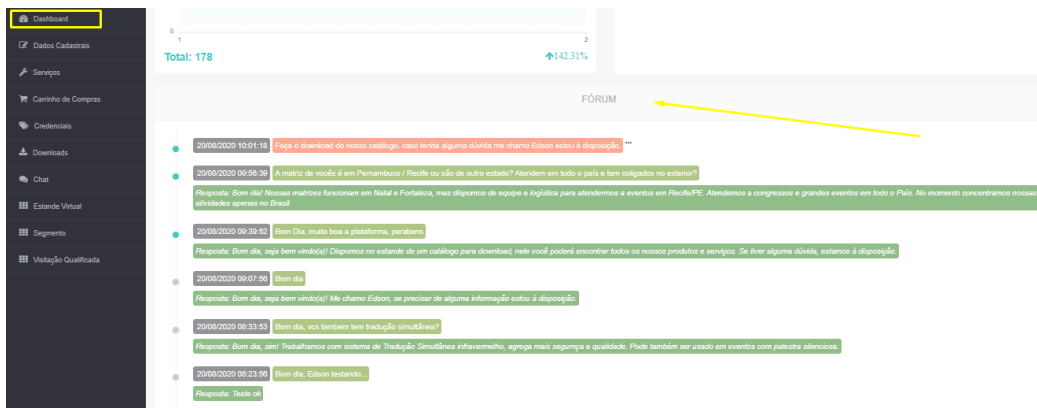 Dashboard
Dados Cadastrais
Serviços
Carrinho de Compras
Credenciais
Downloads
Chat
Estande Virtual
Segmento
Visitação Qualificada
0
1
2
Total: 178
142.51%
FÓRUM
20/08/2020 10:01:18 Faça o download do nosso catálogo, caso tenha alguma dúvida me chamo Edson estou à disposição. ***
20/08/2020 09:56:39 A matriz de vocês é em Pernambuco / Recife ou são de outro estado? Atendem em todo o país e tem coligados no exterior?
Resposta: Bom dia! Nossas matrizes funcionam em Natal e Fortaleza, mas dispomos de equipe e logística para atendermos a eventos em Recife/PE. Atendemos a congressos e grandes eventos em todo o País. No momento concentramos nossas
atividades apenas no Brasil.
20/08/2020 09:39:52 Bom Dia, muito boa a plataforma, parabens
Resposta: Bom dia, seja bem vindo(a)! Dispomos no estande de um catálogo para download, nele você poderá encontrar todos os nossos produtos e serviços. Se tiver alguma dúvida, estamos à disposição.
20/08/2020 09:07:56 Bom dia
Resposta: Bom dia, seja bem vindo(a)! Me chamo Edson, se precisar de alguma informação estou à disposição.
20/08/2020 08:33:53 Bom dia, vcs tambem tem tradução simultânea?
Resposta: Bom dia, sim! Trabalhamos com sistema de Tradução Simultânea infravermelho, agrega mais segurnça e qualidade. Pode também ser usado em eventos com palestra silenciosa.
20/08/2020 08:23:56 Bom dia, Edson testando...
Resposta: Teste ok